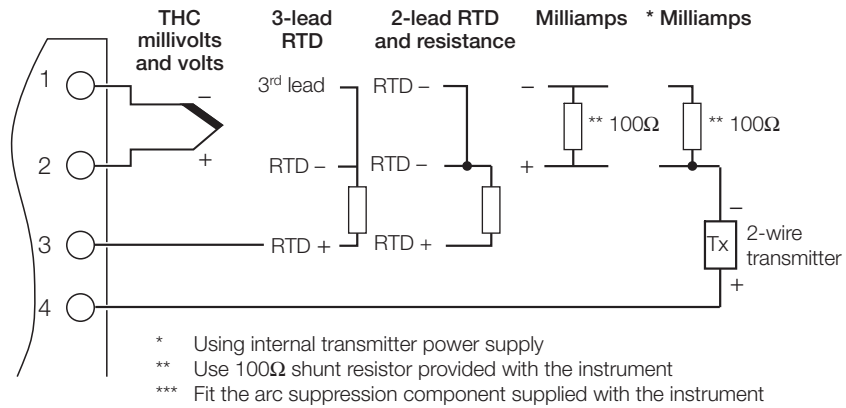 THC
millivolts
and volts
3-lead
RTD
2-lead RTD
and resistance
Milliamps
* Milliamps
1
2
3
4
–
+
3rd lead
RTD –
RTD +
RTD –
RTD –
RTD +
–
+
** 100Ω
** 100Ω
–
Tx
2-wire
transmitter
+
* Using internal transmitter power supply
** Use 100Ω shunt resistor provided with the instrument
*** Fit the arc suppression component supplied with the instrument